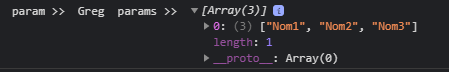 param >> Greg params >> ▼ [Array(3)] i
▶ 0: (3) ["Nom1", "Nom2", "Nom3"]
length: 1
▶ __proto__: Array(0)